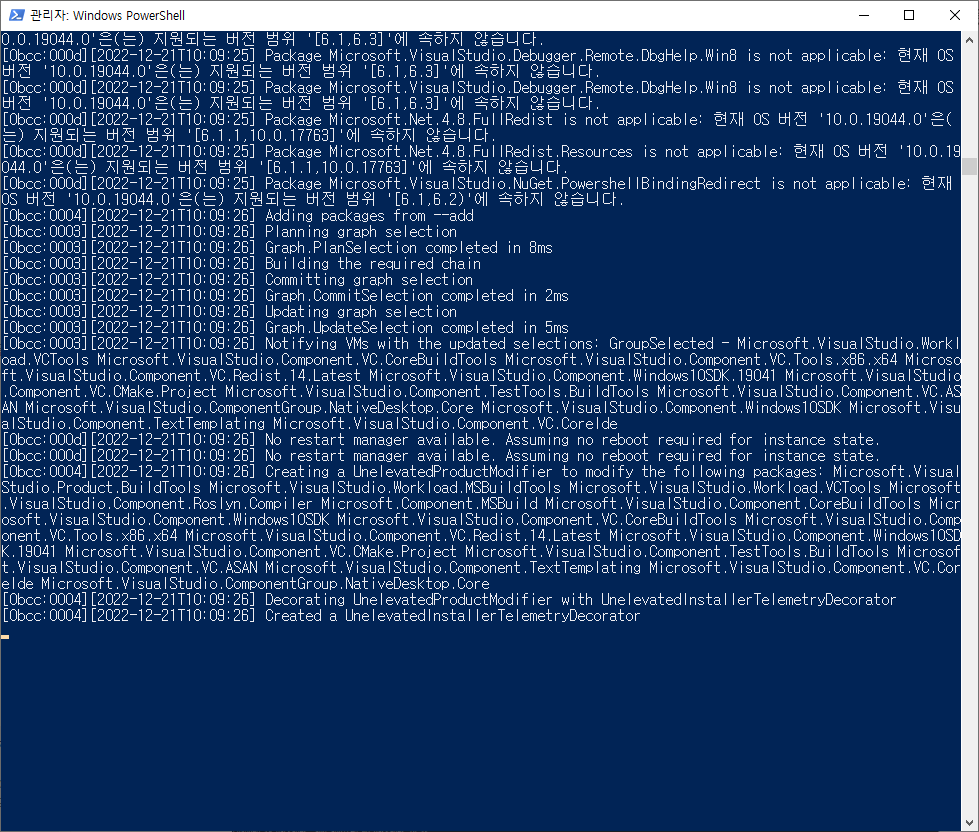 관리자: Windows PowerShell
0.0.19044.0'은(는) 지원되는 버전 범위 '[6.1,6.3]'에 속하지 않습니다.
[0bcc:000d][2022-12-21T10:09:25] Package Microsoft.VisualStudio.Debugger.Remote.DbgHelp.Win8 is not applicable: 현재 OS
버전 '10.0.19044.0'은(는) 지원되는 버전 범위 '[6.1,6.3]'에 속하지 않습니다.
[0bcc:000d][2022-12-21T10:09:25] Package Microsoft.VisualStudio.Debugger.Remote.DbgHelp.Win8 is not applicable: 현재 OS
버전 '10.0.19044.0'은(는) 지원되는 버전 범위 '[6.1,6.3]'에 속하지 않습니다.
[0bcc:000d][2022-12-21T10:09:25] Package Microsoft.Net.4.8.FullRedist is not applicable: 현재 OS 버전 '10.0.19044.0'은(
는) 지원되는 버전 범위 '[6.1.1,10.0.17763]'에 속하지 않습니다.
[0bcc:000d][2022-12-21T10:09:25] Package Microsoft.Net.4.8.FullRedist.Resources is not applicable: 현재 OS 버전 '10.0.19
044.0'은(는) 지원되는 버전 범위 '[6.1.1,10.0.17763]'에 속하지 않습니다.
[0bcc:000d][2022-12-21T10:09:25] Package Microsoft.VisualStudio.NuGet.PowershellBindingRedirect is not applicable: 현재
OS 버전 '10.0.19044.0'은(는) 지원되는 버전 범위 '[6.1,6.2)'에 속하지 않습니다.
[0bcc:0004][2022-12-21T10:09:26] Adding packages from --add
[0bcc:0003][2022-12-21T10:09:26] Planning graph selection
[0bcc:0003][2022-12-21T10:09:26] Graph.PlanSelection completed in 8ms
[0bcc:0003][2022-12-21T10:09:26] Building the required chain
[0bcc:0003][2022-12-21T10:09:26] Committing graph selection
[0bcc:0003][2022-12-21T10:09:26] Graph.CommitSelection completed in 2ms
[0bcc:0003][2022-12-21T10:09:26] Updating graph selection
[0bcc:0003][2022-12-21T10:09:26] Graph.UpdateSelection completed in 5ms
[0bcc:0003][2022-12-21T10:09:26] Notifying VMs with the updated selections: GroupSelected - Microsoft.VisualStudio.Workl
oad.VCTools Microsoft.VisualStudio.Component.VC.CoreBuildTools Microsoft.VisualStudio.Component.VC.Tools.x86.x64 Microso
ft.VisualStudio.Component.VC.Redist.14.Latest Microsoft.VisualStudio.Component.Windows10SDK.19041 Microsoft.VisualStudio
.Component.VC.CMake.Project Microsoft.VisualStudio.Component.TestTools.BuildTools Microsoft.VisualStudio.Component.VC.AS
AN Microsoft.VisualStudio.ComponentGroup.NativeDesktop.Core Microsoft.VisualStudio.Component.Windows10SDK Microsoft.Visu
alStudio.Component.TextTemplating Microsoft.VisualStudio.Component.VC.CoreIde
[0bcc:000d][2022-12-21T10:09:26] No restart manager available. Assuming no reboot required for instance state.
[0bcc:000d][2022-12-21T10:09:26] No restart manager available. Assuming no reboot required for instance state.
[0bcc:0004][2022-12-21T10:09:26] Creating a UnelevatedProductModifier to modify the following packages: Microsoft.Visual
Studio.Product.BuildTools Microsoft.VisualStudio.Workload.MSBuildTools Microsoft.VisualStudio.Workload.VCTools Microsoft
.VisualStudio.Component.Roslyn.Compiler Microsoft.Component.MSBuild Microsoft.VisualStudio.Component.CoreBuildTools Micr
osoft.VisualStudio.Component.Windows10SDK Microsoft.VisualStudio.Component.VC.CoreBuildTools Microsoft.VisualStudio.Comp
onent.VC.Tools.x86.x64 Microsoft.VisualStudio.Component.VC.Redist.14.Latest Microsoft.VisualStudio.Component.Windows10SD
K.19041 Microsoft.VisualStudio.Component.VC.CMake.Project Microsoft.VisualStudio.Component.TestTools.BuildTools Microsof
t.VisualStudio.Component.VC.ASAN Microsoft.VisualStudio.Component.TextTemplating Microsoft.VisualStudio.Component.VC.Cor
eIde Microsoft.VisualStudio.ComponentGroup.NativeDesktop.Core
[0bcc:0004][2022-12-21T10:09:26] Decorating UnelevatedProductModifier with UnelevatedInstallerTelemetryDecorator
[0bcc:0004][2022-12-21T10:09:26] Created a UnelevatedInstallerTelemetryDecorator